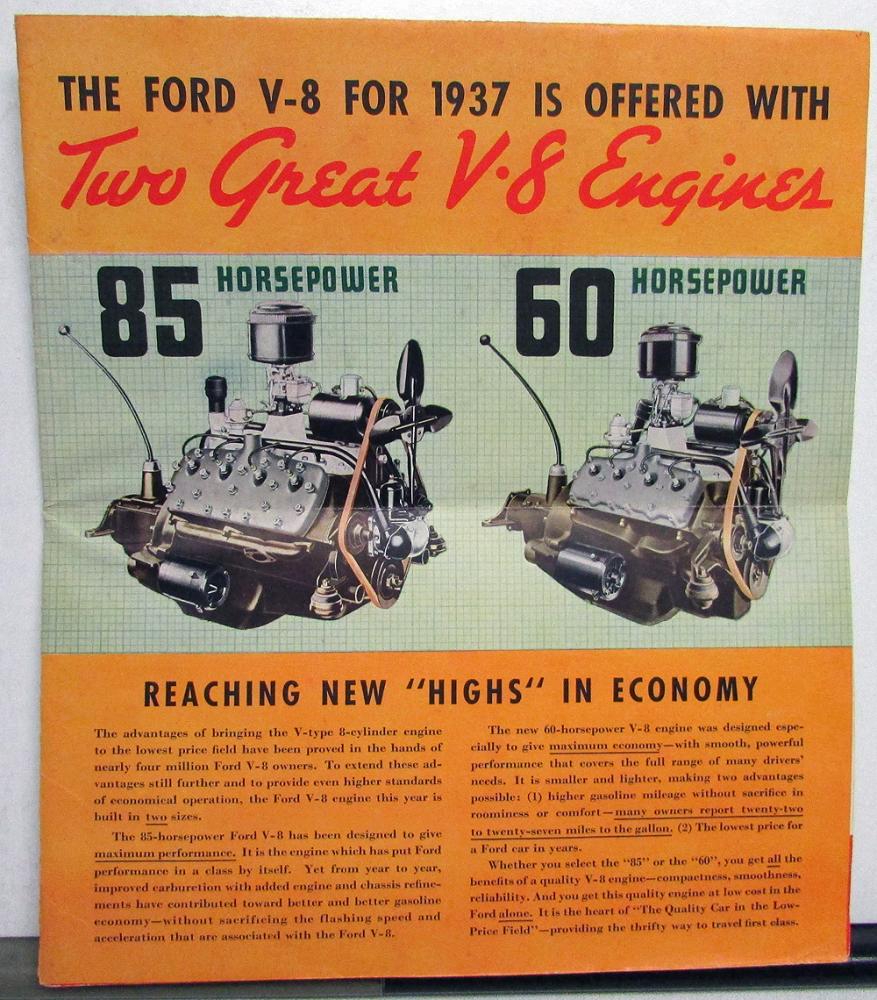 THE FORD V-8 FOR 1937 IS OFFERED WITH
Two Great V·8 Engines
85 HORSEPOWER
60 HORSEPOWER
REACHING NEW "HIGHS" IN ECONOMY
The advantages of bringing the V-type 8-cylinder engine
to the lowest price field have been proved in the hands of
nearly four million Ford V-8 owners. To extend these ad-
vantages still further and to provide even higher standards
of economical operation, the Ford V-8 engine this year is
built in two sizes.
The 85-horsepower Ford V-8 has been designed to give
maximum performance. It is the engine which has put Ford
performance in a class by itself. Yet from year to year,
improved carburetion with added engine and chassis refine-
ments have contributed toward better and better gasoline
economy—without sacrificing the flashing speed and
acceleration that are associated with the Ford V-8.
The new 60-horsepower V-8 engine was designed espe-
cially to give maximum economy—with smooth, powerful
performance that covers the full range of many drivers'
needs. It is smaller and lighter, making two advantages
possible: (1) higher gasoline mileage without sacrifice in
roominess or comfort—many owners report twenty-two
to twenty-seven miles to the gallon. (2) The lowest price for
a Ford car in years.
Whether you select the "85" or the "60", you get all the
benefits of a quality V-8 engine—compactness, smoothness,
reliability. And you get this quality engine at low cost in the
Ford alone. It is the heart of "The Quality Car in the Low-
Price Field"—providing the thrifty way to travel first class.